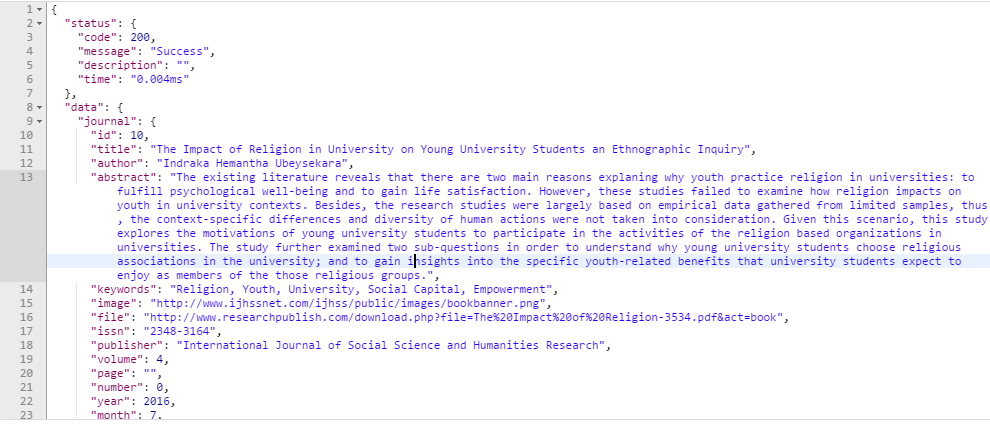 1 {
2 "status": {
3 "code": 200,
4 "message": "Success",
5 "description": "",
6 "time": "0.004ms"
7 },
8 "data": {
9 "journal": {
10 "id": 10,
11 "title": "The Impact of Religion in University on Young University Students an Ethnographic Inquiry",
12 "author": "Indraka Hemantha Ubeysekara",
13 "abstract": "The existing literature reveals that there are two main reasons explaning why youth practice religion in universities: to
fulfill psychological well-being and to gain life satisfaction. However, these studies failed to examine how religion impacts on
youth in university contexts. Besides, the research studies were largely based on empirical data gathered from limited samples, thus
, the context-specific differences and diversity of human actions were not taken into consideration. Given this scenario, this study
explores the motivations of young university students to participate in the activities of the religion based organizations in
universities. The study further examined two sub-questions in order to understand why young university students choose religious
associations in the university; and to gain insights into the specific youth-related benefits that university students expect to
enjoy as members of the those religious groups.",
14 "keywords": "Religion, Youth, University, Social Capital, Empowerment",
15 "image": "http://www.ijhssnet.com/ijhss/public/images/bookbanner.png",
16 "file": "http://www.researchpublish.com/download.php?file=The%20Impact%20of%20Religion-3534.pdf&act=book",
17 "issn": "2348-3164",
18 "publisher": "International Journal of Social Science and Humanities Research",
19 "volume": 4,
20 "page": "",
21 "number": 0,
22 "year": 2016,
23 "month": 7,